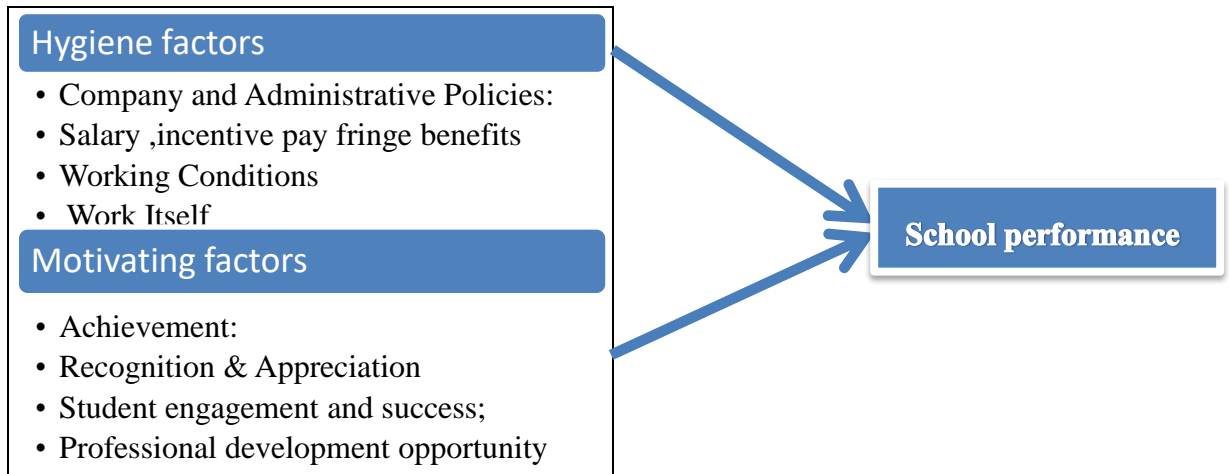 Hygiene factors
• Company and Administrative Policies:
• Salary ,incentive pay fringe benefits
• Working Conditions
• Work Itself
Motivating factors
• Achievement:
• Recognition & Appreciation
• Student engagement and success;
• Professional development opportunity
School performance